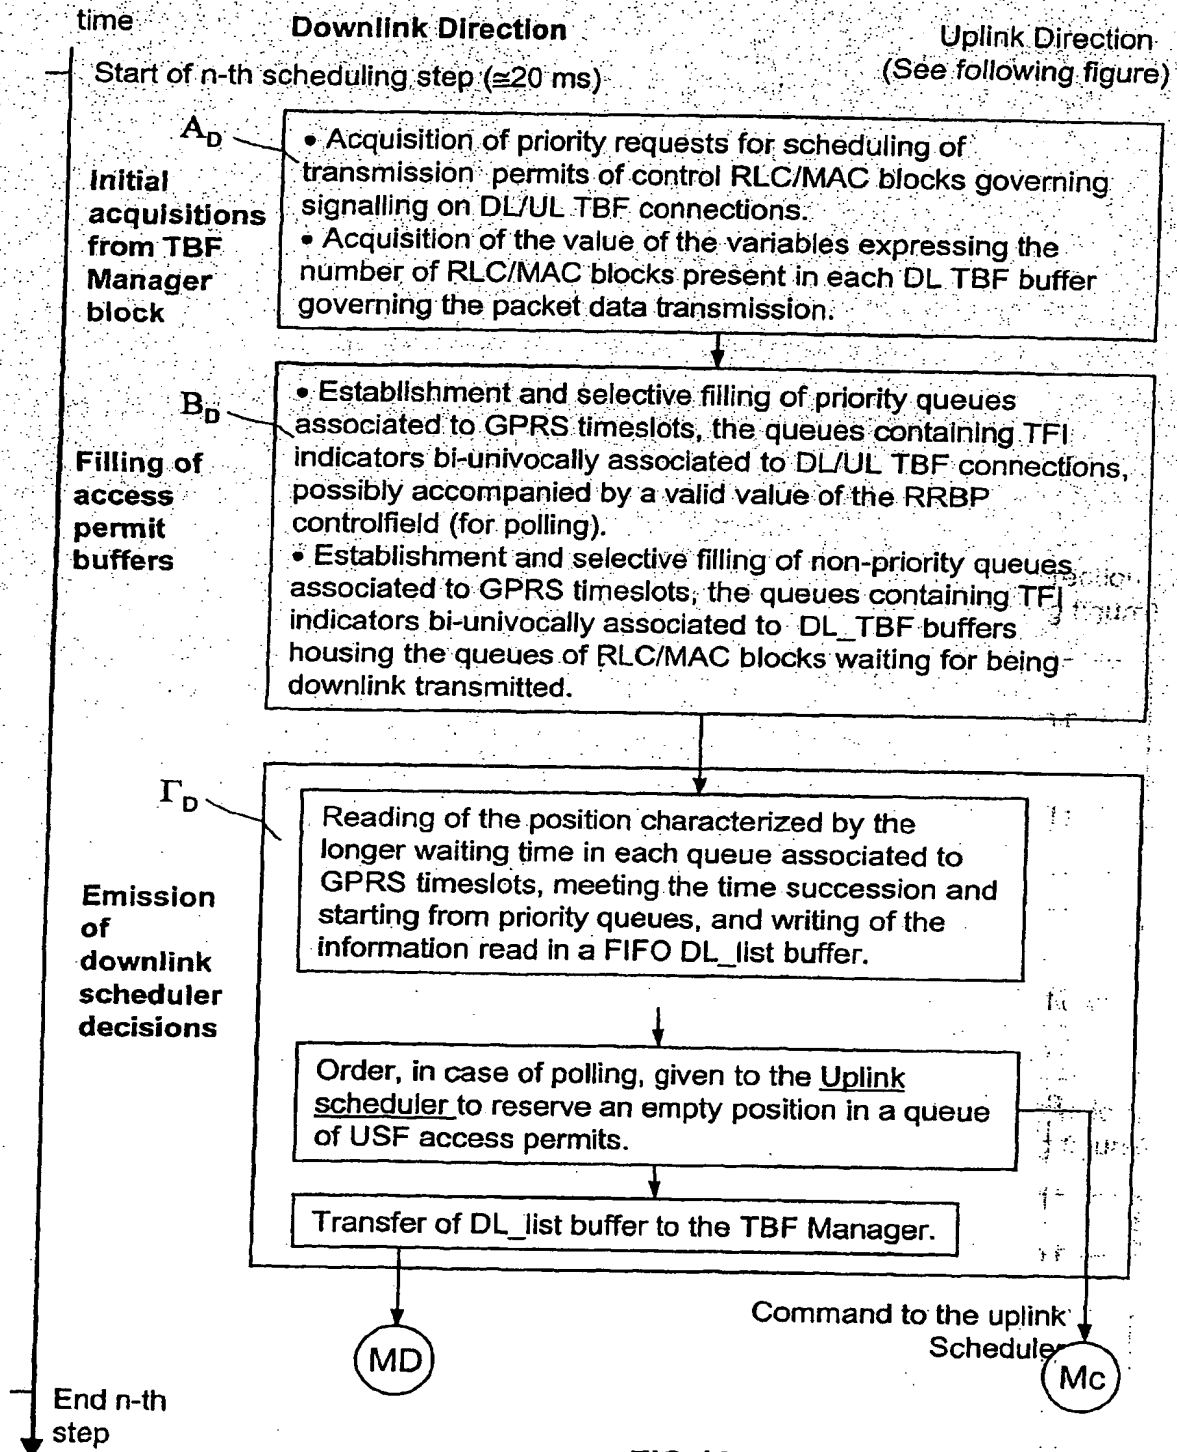 time
Downlink Direction
Uplink Direction
(See following figure)
Start of n-th scheduling step (≅20 ms)
A_D
Initial
acquisitions
from TBF
Manager
block
• Acquisition of priority requests for scheduling of
transmission permits of control RLC/MAC blocks governing
signalling on DL/UL TBF connections.
• Acquisition of the value of the variables expressing the
number of RLC/MAC blocks present in each DL TBF buffer
governing the packet data transmission.
B_D
Filling of
access
permit
buffers
• Establishment and selective filling of priority queues
associated to GPRS timeslots, the queues containing TFI
indicators bi-univocally associated to DL/UL TBF connections,
possibly accompanied by a valid value of the RRBP
controlfield (for polling).
• Establishment and selective filling of non-priority queues
associated to GPRS timeslots, the queues containing TFI
indicators bi-univocally associated to DL_TBF buffers
housing the queues of RLC/MAC blocks waiting for being
downlink transmitted.
Γ_D
Emission
of
downlink
scheduler
decisions
Reading of the position characterized by the
longer waiting time in each queue associated to
GPRS timeslots, meeting the time succession and
starting from priority queues, and writing of the
information read in a FIFO DL_list buffer.
Order, in case of polling, given to the Uplink
scheduler to reserve an empty position in a queue
of USF access permits.
Transfer of DL_list buffer to the TBF Manager.
Command to the uplink
Scheduler
MD
Mc
End n-th
step